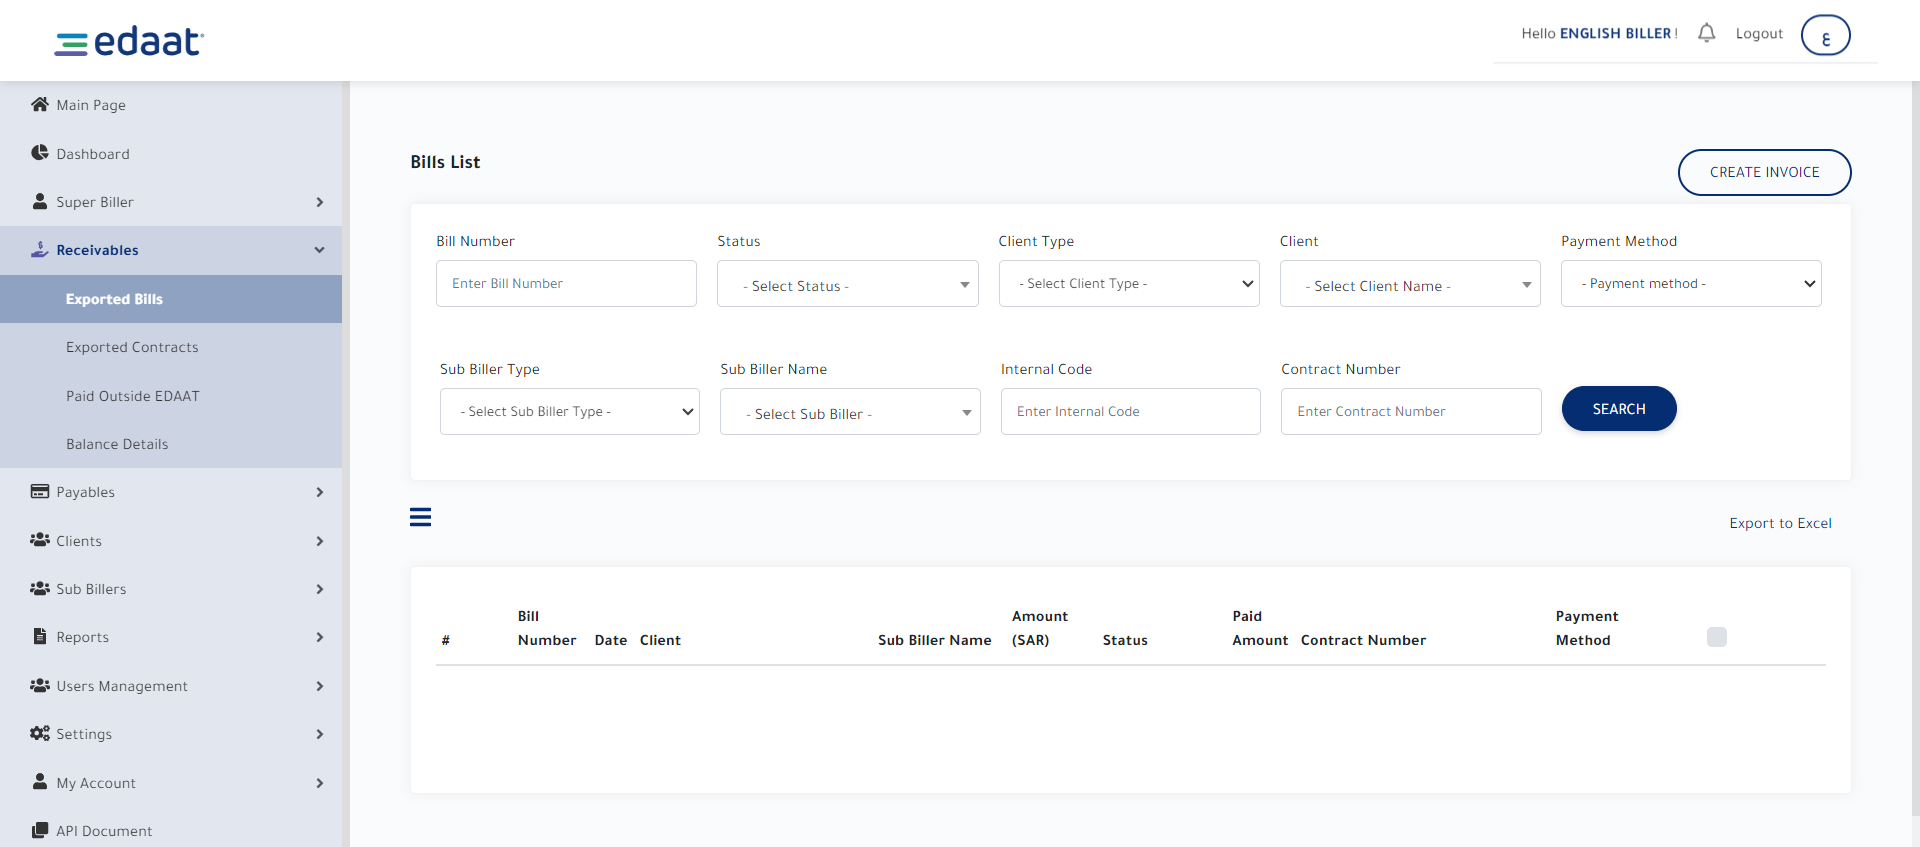 edaat
Hello ENGLISH BILLER !
Logout
ع
Main Page
Dashboard
Super Biller
Receivables
Exported Bills
Exported Contracts
Paid Outside EDAAT
Balance Details
Payables
Clients
Sub Billers
Reports
Users Management
Settings
My Account
API Document
Bills List
CREATE INVOICE
Bill Number
Status
Client Type
Client
Payment Method
Enter Bill Number
- Select Status -
- Select Client Type -
- Select Client Name -
- Payment method -
Sub Biller Type
Sub Biller Name
Internal Code
Contract Number
- Select Sub Biller Type -
- Select Sub Biller -
Enter Internal Code
Enter Contract Number
SEARCH
Export to Excel
#
Bill
Number
Date
Client
Sub Biller Name
Amount
(SAR)
Status
Paid
Amount
Contract Number
Payment
Method